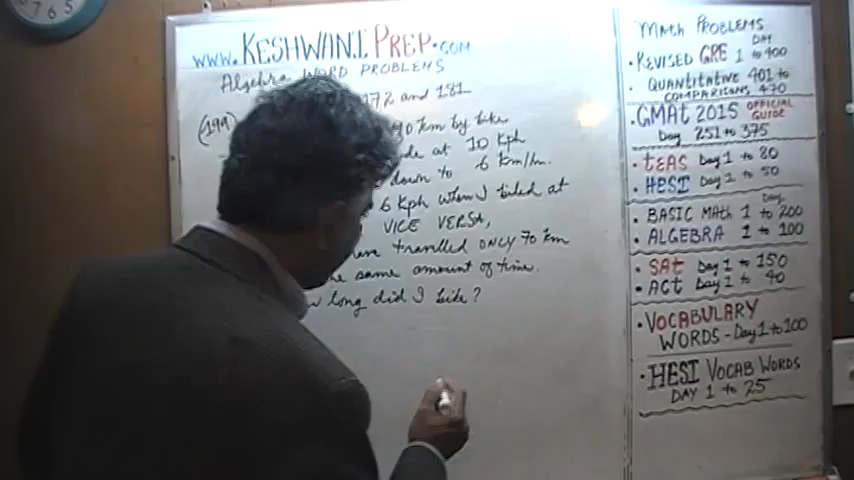 7 6 5
www.KESHWANIPREP.COM
Algebra WORD PROBLEMS
172 and 181
(199) 90 km by bike
at 10 kph
down to 6 km/hr.
6 kph when I biked at
VICE VERSA,
have travelled ONLY 70 km
same amount of time.
long did I bike?
Math PROBLEMS
• REVISED GRE DAY 1 to 400
• QUANTITATIVE 401 to
COMPARISONS 470
• GMAT 2015 OFFICIAL GUIDE
Day 251 to 375
• TEAS Day 1 to 80
• HESI Day 1 to 50
Day
• BASIC MATH 1 to 200
• ALGEBRA 1 to 100
• SAT Day 1 to 150
• ACT Day 1 to 40
• VOCABULARY
WORDS - Day 1 to 100
• HESI VOCAB WORDS
DAY 1 to 25